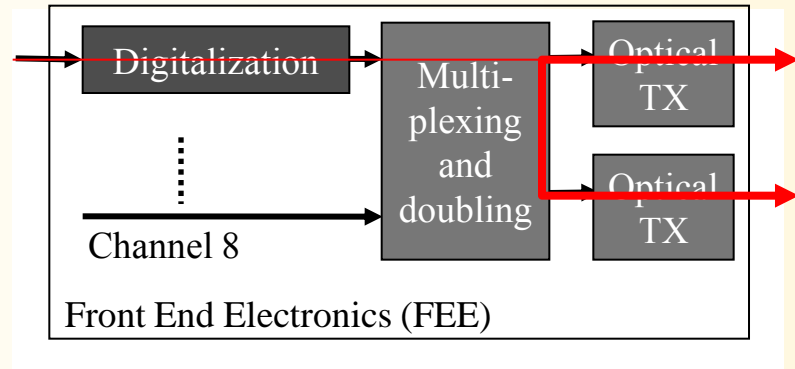 Digitalization
Multi-
plexing
and
doubling
Optical
TX
Optical
TX
Channel 8
Front End Electronics (FEE)